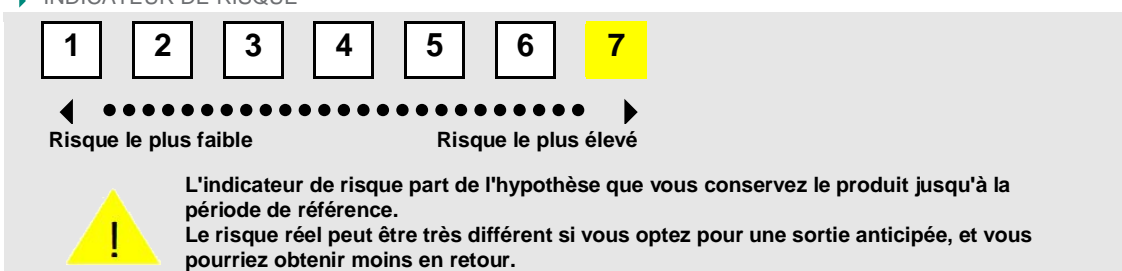 INDICATEUR DE RISQUE
1 2 3 4 5 6 7
Risque le plus faible Risque le plus élevé
L'indicateur de risque part de l'hypothèse que vous conservez le produit jusqu'à la
période de référence.
Le risque réel peut être très différent si vous optez pour une sortie anticipée, et vous
pourriez obtenir moins en retour.
!